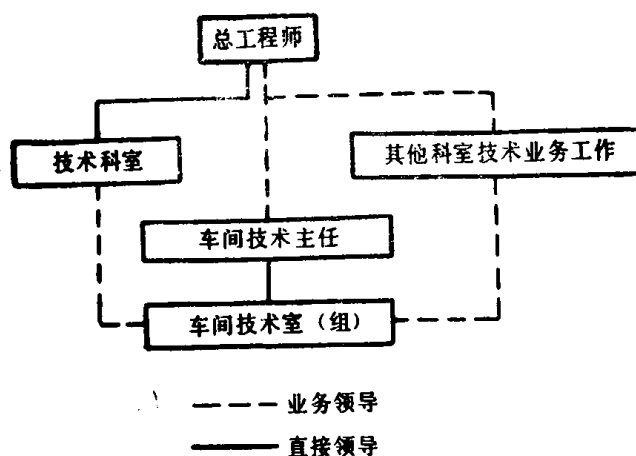 总工程师
技术科室
其他科室技术业务工作
车间技术主任
车间技术室（组）
业务领导
直接领导